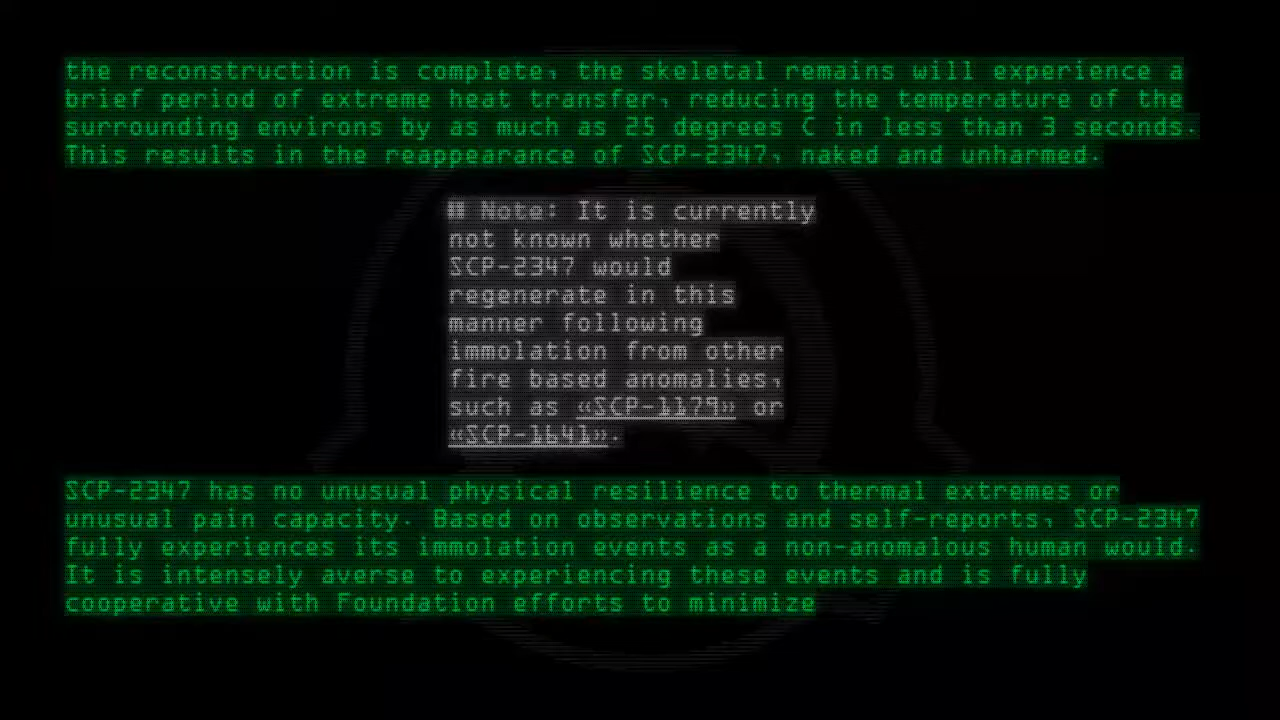 the reconstruction is complete, the skeletal remains will experience a
brief period of extreme heat transfer, reducing the temperature of the
surrounding environs by as much as 25 degrees C in less than 3 seconds.
This results in the reappearance of SCP-2347, naked and unharmed.
## Note: It is currently
not known whether
SCP-2347 would
regenerate in this
manner following
immolation from other
fire based anomalies,
such as «SCP-1179» or
«SCP-1641».
SCP-2347 has no unusual physical resilience to thermal extremes or
unusual pain capacity. Based on observations and self-reports, SCP-2347
fully experiences its immolation events as a non-anomalous human would.
It is intensely averse to experiencing these events and is fully
cooperative with Foundation efforts to minimize